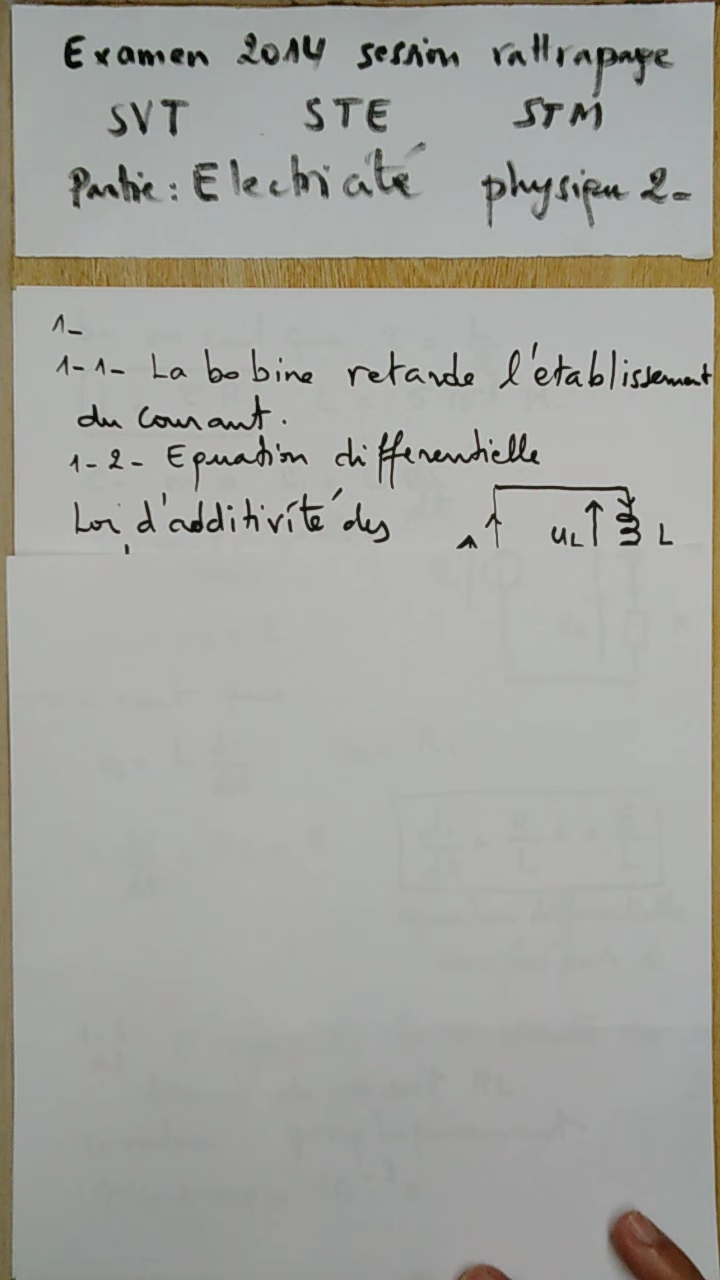 Examen 2014 session rattrapage
SVT STE STM
Partie: Electricité physique 2-
1-
1-1- La bobine retarde l'établissement
du courant.
1-2- Equation differentielle
Loi d'additivité des
uL L